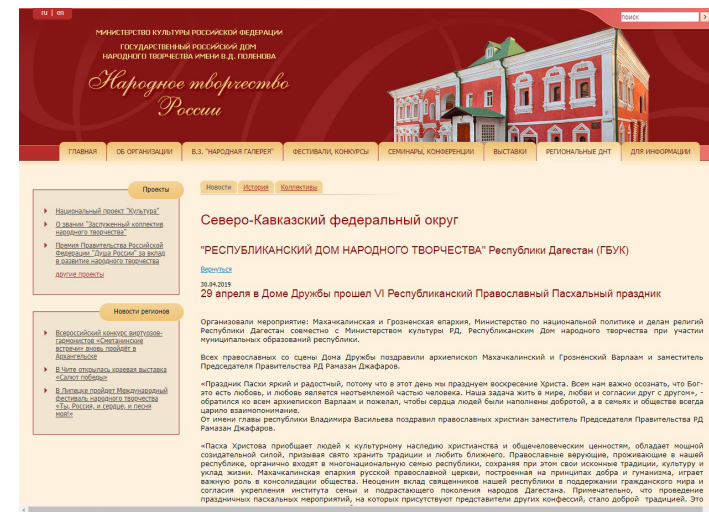 ru | en
поиск
МИНИСТЕРСТВО КУЛЬТУРЫ РОССИЙСКОЙ ФЕДЕРАЦИИ
ГОСУДАРСТВЕННЫЙ РОССИЙСКИЙ ДОМ
НАРОДНОГО ТВОРЧЕСТВА ИМЕНИ В.Д. ПОЛЕНОВА
Народное творчество
России
ГЛАВНАЯ
ОБ ОРГАНИЗАЦИИ
В.З. "НАРОДНАЯ ГАЛЕРЕЯ"
ФЕСТИВАЛИ, КОНКУРСЫ
СЕМИНАРЫ, КОНФЕРЕНЦИИ
ВЫСТАВКИ
РЕГИОНАЛЬНЫЕ ДНТ
ДЛЯ ИНФОРМАЦИИ
Проекты
Национальный проект "Культура"
О звании "Заслуженный коллектив
народного творчества"
Премия Правительства Российской
Федерации "Душа России" за вклад
в развитие народного творчества
другие проекты
Новости регионов
Всероссийский конкурс виртуозов-
гармонистов «Сметанинские
встречи» вновь пройдёт в
Архангельске
В Чите открылась краевая выставка
«Салют победы»
В Липецке пройдет Международный
фестиваль народного творчества
«Ты, Россия, и сердце, и песня
моя!»
Новости
История
Коллективы
Северо-Кавказский федеральный округ
"РЕСПУБЛИКАНСКИЙ ДОМ НАРОДНОГО ТВОРЧЕСТВА" Республики Дагестан (ГБУК)
Вернуться
30.04.2019
29 апреля в Доме Дружбы прошел VI Республиканский Православный Пасхальный праздник
Организовали мероприятие: Махачкалинская и Грозненская епархия, Министерство по национальной политике и делам религий
Республики Дагестан совместно с Министерством культуры РД, Республиканским Дом народного творчества при участии
муниципальных образований республики.
Всех православных со сцены Дома Дружбы поздравили архиепископ Махачкалинский и Грозненский Варлаам и заместитель
Председателя Правительства РД Рамазан Джафаров.
«Праздник Пасхи яркий и радостный, потому что в этот день мы празднуем воскресение Христа. Всем нам важно осознать, что Бог-
это есть любовь, и любовь является неотъемлемой частью человека. Наша задача жить в мире, любви и согласии друг с другом», -
обратился ко всем архиепископ Варлаам и пожелал, чтобы сердца людей были наполнены добротой, а в семьях и обществе всегда
царило взаимопонимание.
От имени главы республики Владимира Васильева поздравил православных христиан заместитель Председателя Правительства РД
Рамазан Джафаров.
«Пасха Христова приобщает людей к культурному наследию христианства и общечеловеческим ценностям, обладает мощной
созидательной силой, призывая свято хранить традиции и любить ближнего. Православные верующие, проживающие в нашей
республике, органично входят в многонациональную семью республики, сохраняя при этом свои исконные традиции, культуру и
уклад жизни. Махачкалинская епархия русской православной церкви, построенная на принципах добра и гуманизма, играет
важную роль в консолидации общества. Неоценим вклад священников нашей республики в поддержании гражданского мира и
согласия укрепления института семьи и подрастающего поколения народов Дагестана. Примечательно, что проведение
праздничных пасхальных мероприятий, на которых присутствуют представители других конфессий, стало доброй традицией. Это